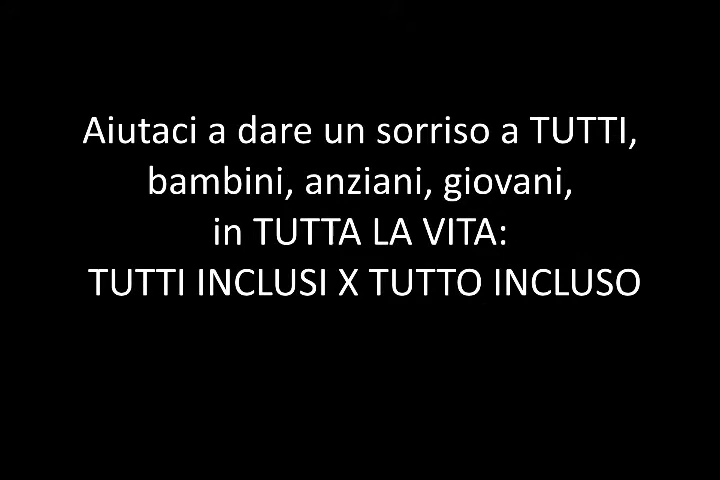 Aiutaci a dare un sorriso a TUTTI,
bambini, anziani, giovani,
in TUTTA LA VITA:
TUTTI INCLUSI X TUTTO INCLUSO